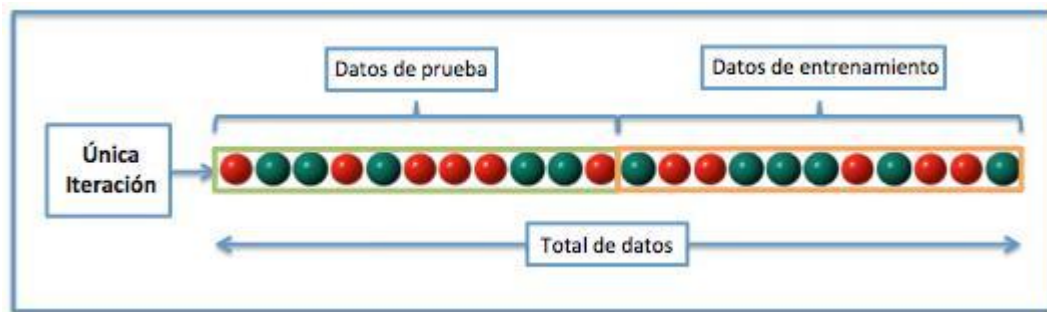 Datos de prueba
Datos de entrenamiento
Única
Iteración
Total de datos